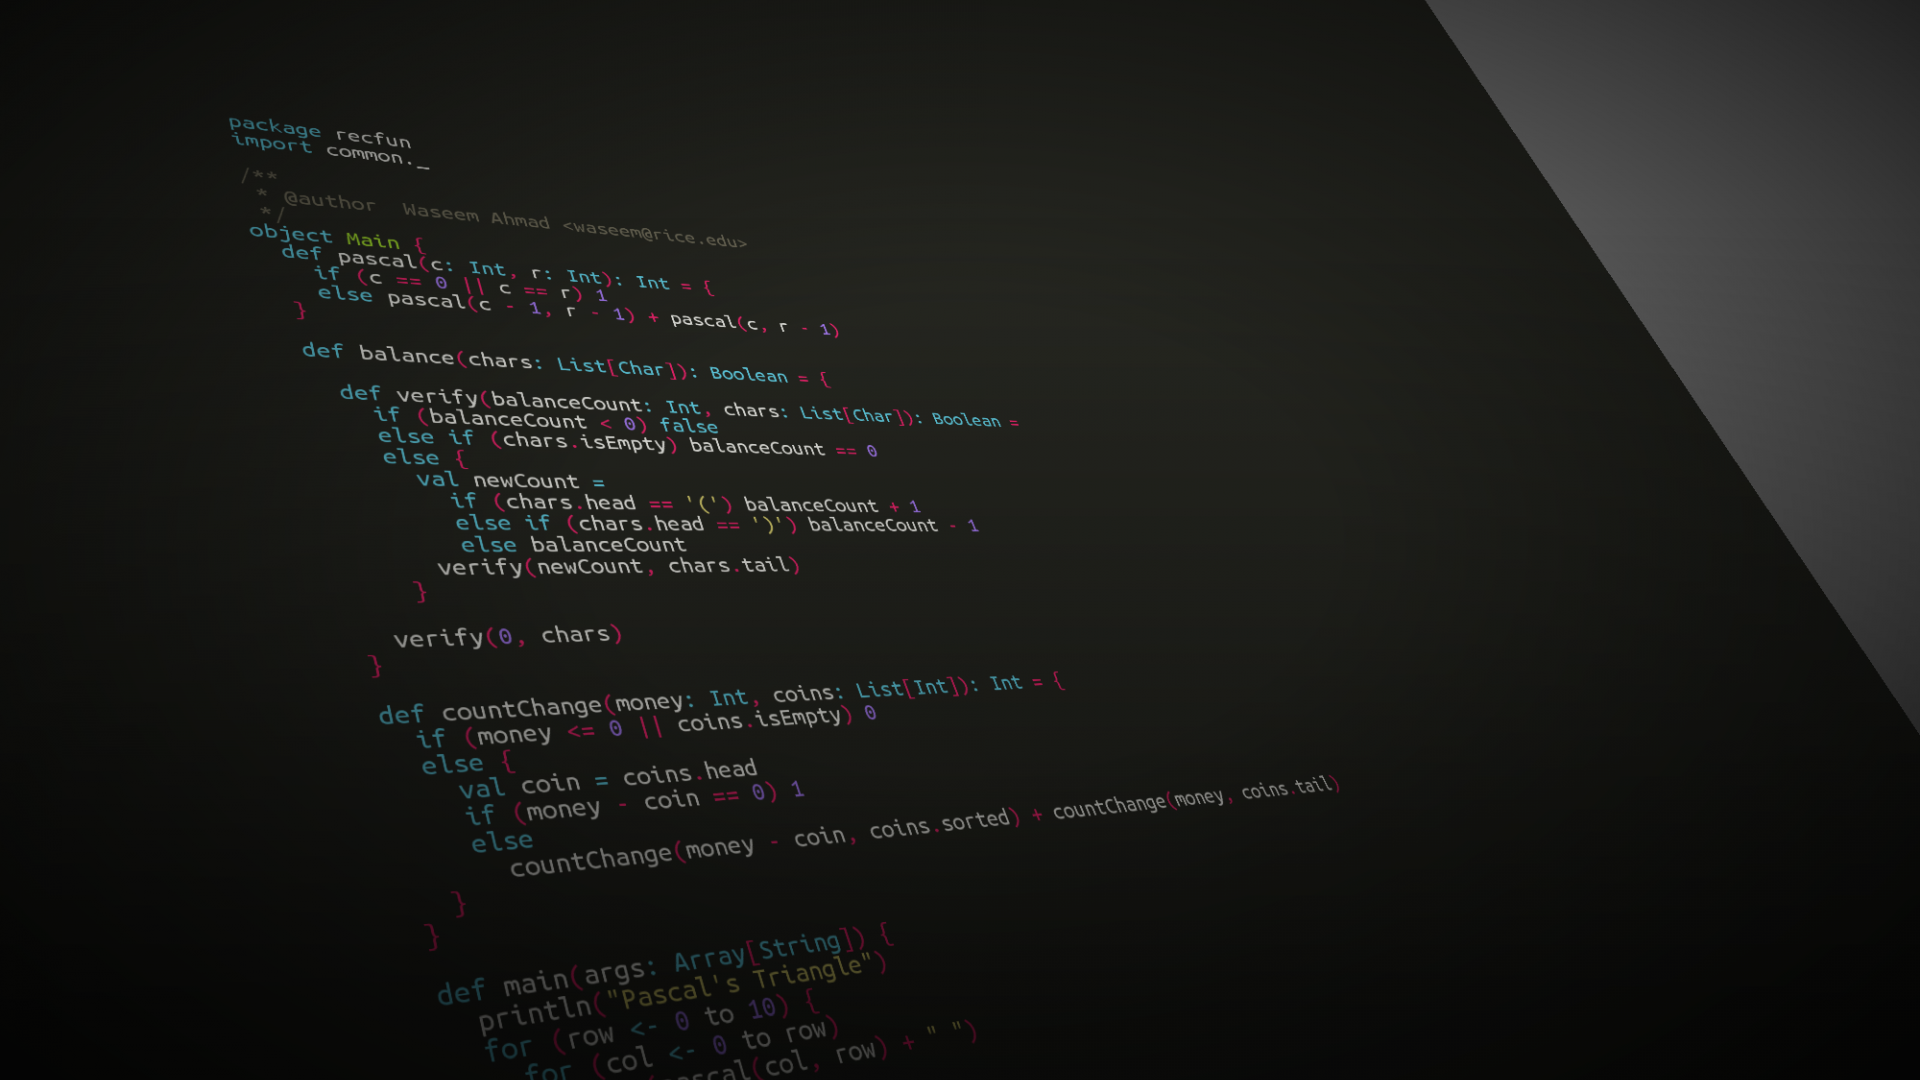 package recfun
import common._
/**
 * @author  Waseem Ahmad <waseem@rice.edu>
 */
object Main {
  def pascal(c: Int, r: Int): Int = {
    if (c == 0 || c == r) 1
    else pascal(c - 1, r - 1) + pascal(c, r - 1)
  }
  def balance(chars: List[Char]): Boolean = {
    def verify(balanceCount: Int, chars: List[Char]): Boolean =
      if (balanceCount < 0) false
      else if (chars.isEmpty) balanceCount == 0
      else {
        val newCount =
          if (chars.head == '(') balanceCount + 1
          else if (chars.head == ')') balanceCount - 1
          else balanceCount
        verify(newCount, chars.tail)
      }
    verify(0, chars)
  }
  def countChange(money: Int, coins: List[Int]): Int = {
    if (money <= 0 || coins.isEmpty) 0
    else {
      val coin = coins.head
      if (money - coin == 0) 1
      else
        countChange(money - coin, coins.sorted) + countChange(money, coins.tail)
    }
  }
  def main(args: Array[String]) {
    println("Pascal's Triangle")
    for (row <- 0 to 10) {
      for (col <- 0 to row)
        (pascal(col, row) + " ")